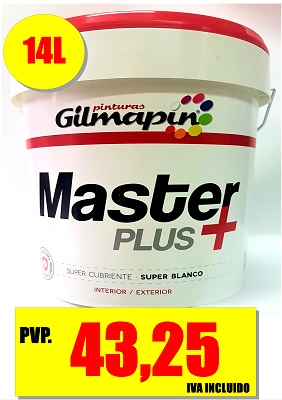 14L
pinturas
Gilmapin
Master
PLUS+
SUPER CUBRIENTE · SUPER BLANCO
INTERIOR / EXTERIOR
PVP. 43,25
IVA INCLUIDO